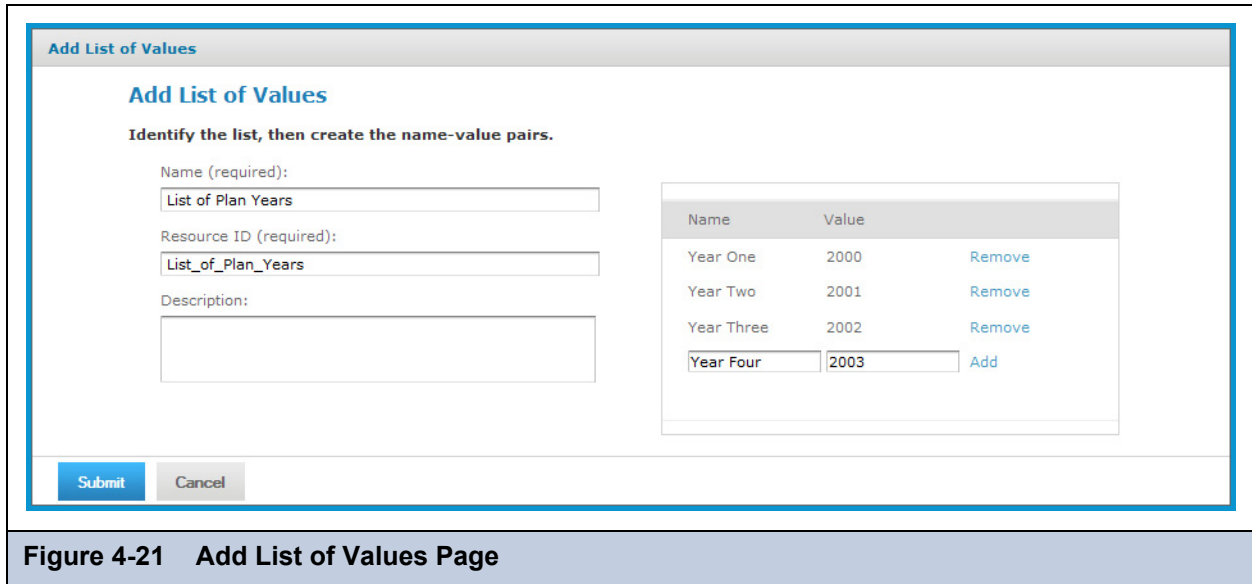 Add List of Values
Add List of Values
Identify the list, then create the name-value pairs.
Name (required):
List of Plan Years
Resource ID (required):
List_of_Plan_Years
Description:
Name Value
Year One 2000 Remove
Year Two 2001 Remove
Year Three 2002 Remove
Year Four 2003 Add
Submit Cancel
Figure 4-21 Add List of Values Page